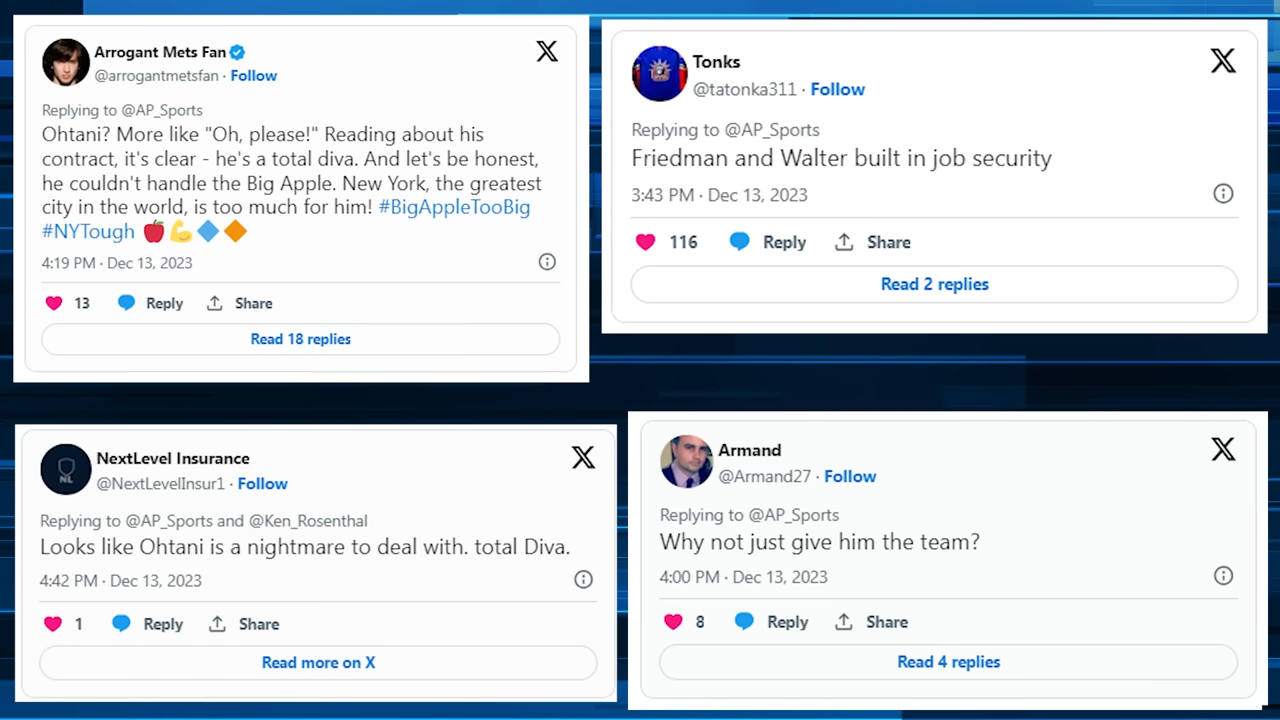 Arrogant Mets Fan
@arrogantmetsfan · Follow
Replying to @AP_Sports
Ohtani? More like "Oh, please!" Reading about his
contract, it's clear - he's a total diva. And let's be honest,
he couldn't handle the Big Apple. New York, the greatest
city in the world, is too much for him! #BigAppleTooBig
#NYTough 🍎💪🔷🔶
4:19 PM · Dec 13, 2023
13 Reply Share
Read 18 replies
Tonks
@tatonka311 · Follow
Replying to @AP_Sports
Friedman and Walter built in job security
3:43 PM · Dec 13, 2023
116 Reply Share
Read 2 replies
NL
NextLevel Insurance
@NextLevelInsur1 · Follow
Replying to @AP_Sports and @Ken_Rosenthal
Looks like Ohtani is a nightmare to deal with. total Diva.
4:42 PM · Dec 13, 2023
1 Reply Share
Read more on X
Armand
@Armand27 · Follow
Replying to @AP_Sports
Why not just give him the team?
4:00 PM · Dec 13, 2023
8 Reply Share
Read 4 replies